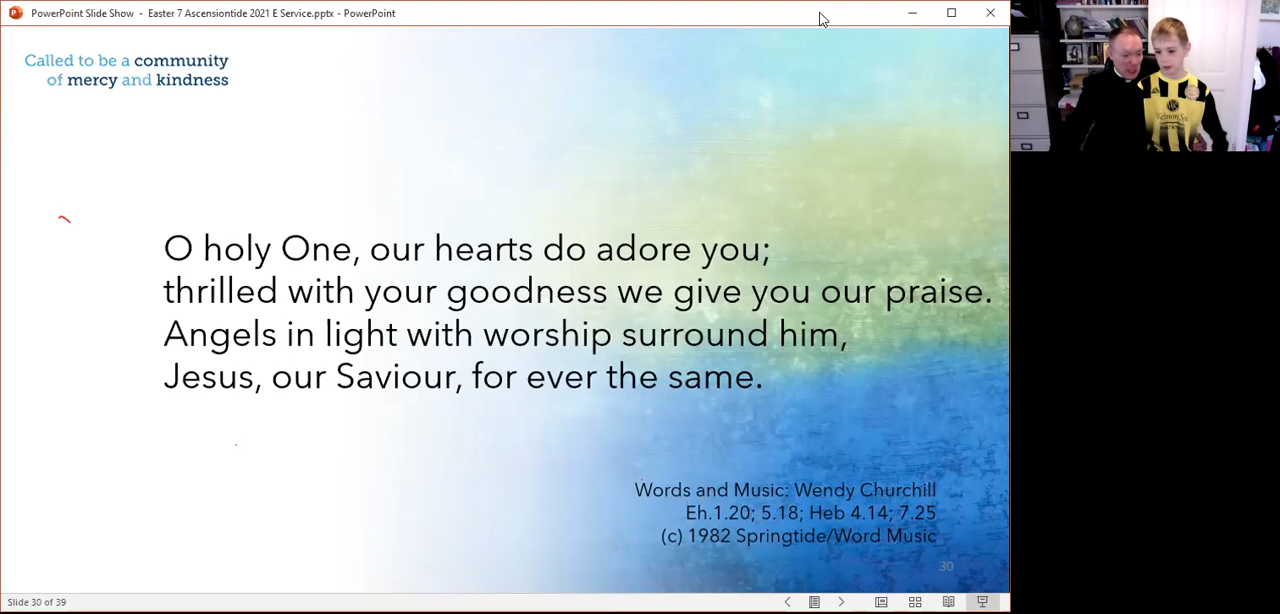 PowerPoint Slide Show - Easter 7 Ascensiontide 2021 E Service.pptx - PowerPoint
Called to be a community
of mercy and kindness
O holy One, our hearts do adore you;
thrilled with your goodness we give you our praise.
Angels in light with worship surround him,
Jesus, our Saviour, for ever the same.
Words and Music: Wendy Churchill
Eh.1.20; 5.18; Heb 4.14; 7.25
(c) 1982 Springtide/Word Music
30
Slide 30 of 39